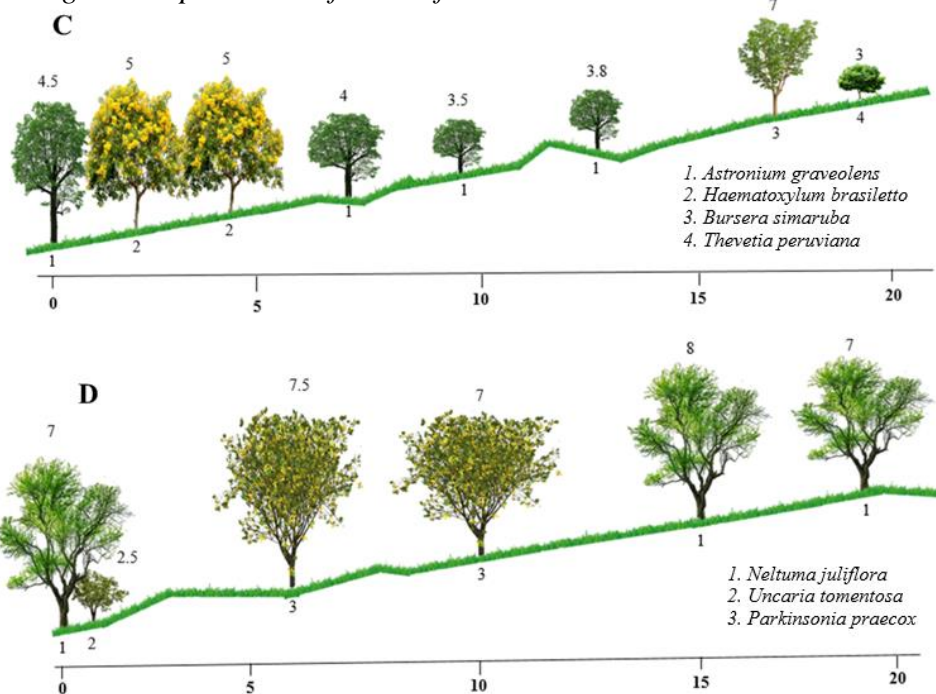 C
7
5
5
3
4.5
3.8
4
3.5
3
4
1
1
1
1. Astronium graveolens
2. Haematoxylum brasiletto
3. Bursera simaruba
4. Thevetia peruviana
2
2
1
0 5 10 15 20
8
7
D
7.5
7
7
2.5
1
1
3
3
1 2
1. Neltuma juliflora
2. Uncaria tomentosa
3. Parkinsonia praecox
0 5 10 15 20